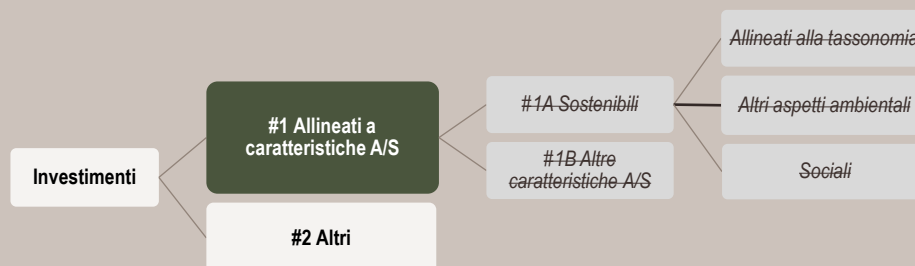 Allineati alla tassonomia
#1A Sostenibili
#1 Allineati a
caratteristiche A/S
Altri aspetti ambientali
#1B Altre
caratteristiche A/S
Investimenti
Sociali
#2 Altri